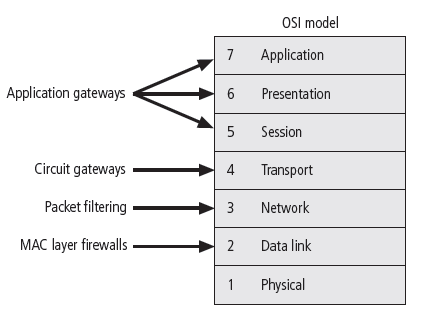 OSI model
7 Application
Application gateways
6 Presentation
5 Session
Circuit gateways
4 Transport
Packet filtering
3 Network
MAC layer firewalls
2 Data link
1 Physical